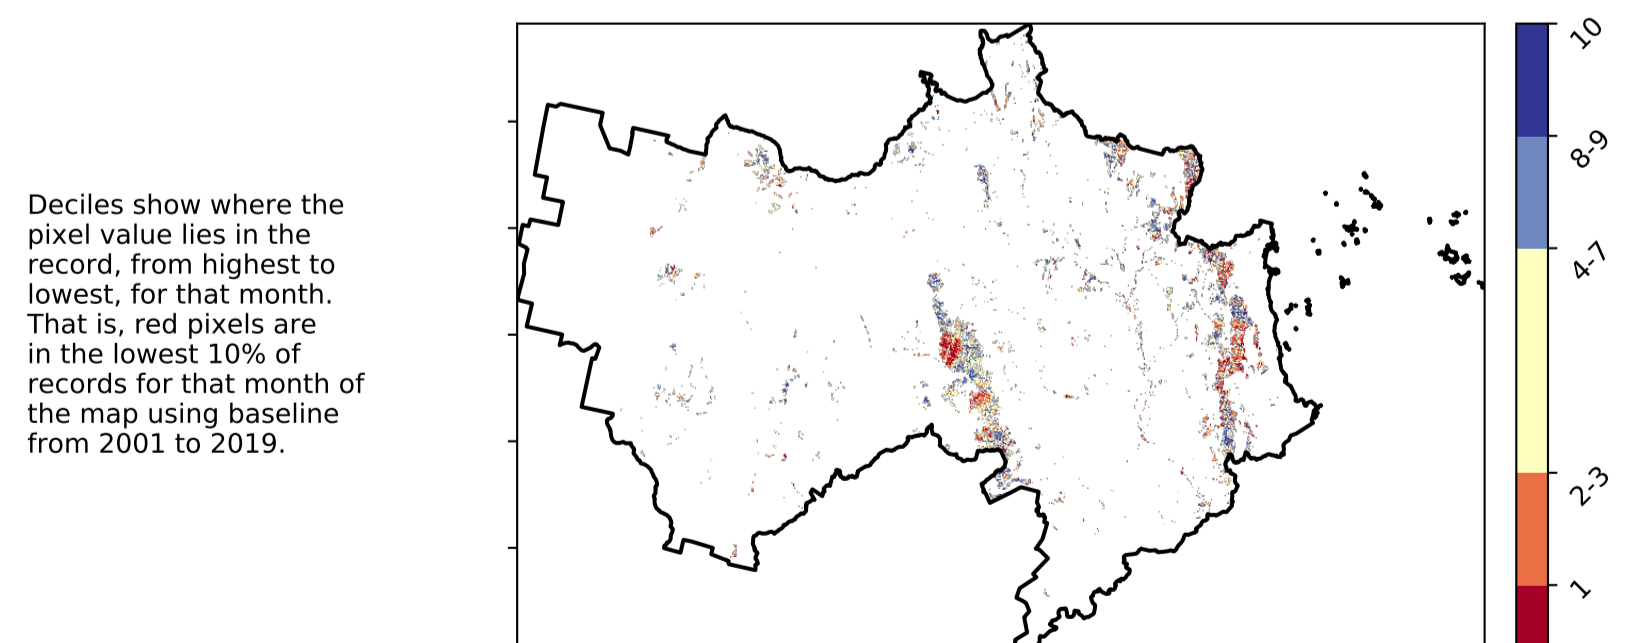 Deciles show where the
pixel value lies in the
record, from highest to
lowest, for that month.
That is, red pixels are
in the lowest 10% of
records for that month of
the map using baseline
from 2001 to 2019.
10
8-9
4-7
2-3
1